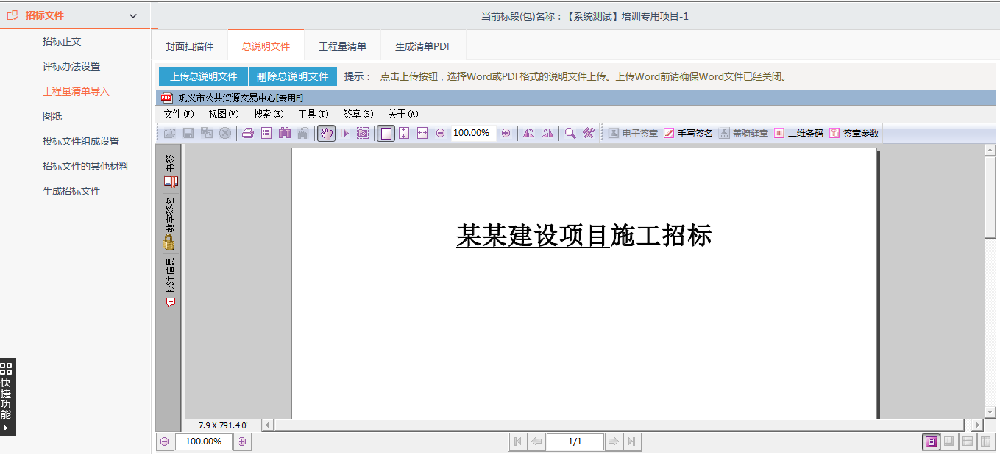 招标文件
当前标段(包)名称：【系统测试】培训专用项目-1
招标正文
评标办法设置
工程量清单导入
图纸
投标文件组成设置
招标文件的其他材料
生成招标文件
快捷功能
封面扫描件 总说明文件 工程量清单 生成清单PDF
上传总说明文件 删除总说明文件 提示： 点击上传按钮，选择Word或PDF格式的说明文件上传。上传Word前请确保Word文件已经关闭。
PDF 巩义市公共资源交易中心[专用F]
文件(F) 视图(V) 搜索(E) 工具(T) 签章(S) 关于(A)
100.00% 电子签章 手写签名 盖骑缝章 二维条码 签章参数
书签
数字签名
批注信息
某某建设项目施工招标
7.9 X 791.4 0'
100.00% 1/1